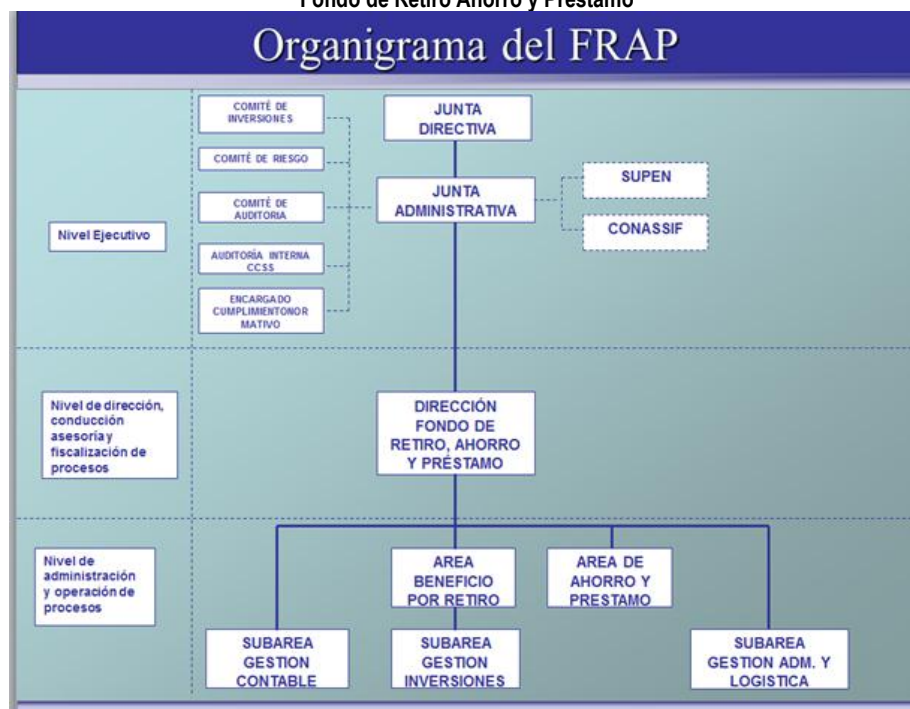 Fondo de Retiro Ahorro y Préstamo
Organigrama del FRAP
COMITÉ DE
INVERSIONES
COMITÉ DE RIESGO
COMITÉ DE
AUDITORIA
AUDITORÍA INTERNA
CCSS
ENCARGADO
CUMPLIMIENTONOR
MATIVO
JUNTA
DIRECTIVA
JUNTA
ADMINISTRATIVA
SUPEN
CONASSIF
Nivel Ejecutivo
Nivel de dirección,
conducción
asesoría y
fiscalización de
procesos
DIRECCIÓN
FONDO DE
RETIRO, AHORRO
Y PRÉSTAMO
Nivel de
administración
y operación de
procesos
AREA
BENEFICIO
POR RETIRO
AREA DE
AHORRO Y
PRESTAMO
SUBAREA
GESTION
CONTABLE
SUBAREA
GESTION
INVERSIONES
SUBAREA
GESTION ADM. Y
LOGISTICA